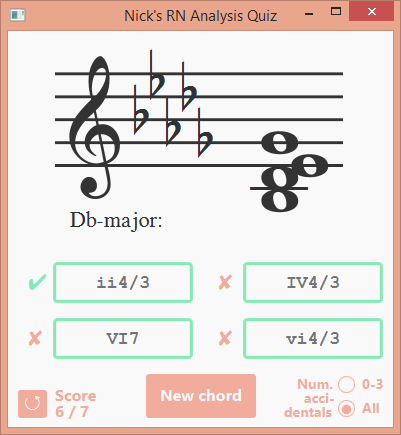 Nick's RN Analysis Quiz
Db-major:
✔ ii4/3
✘ IV4/3
✘ VI7
✘ vi4/3
Score
6 / 7
New chord
Num.
acci-
dentals
0-3
All